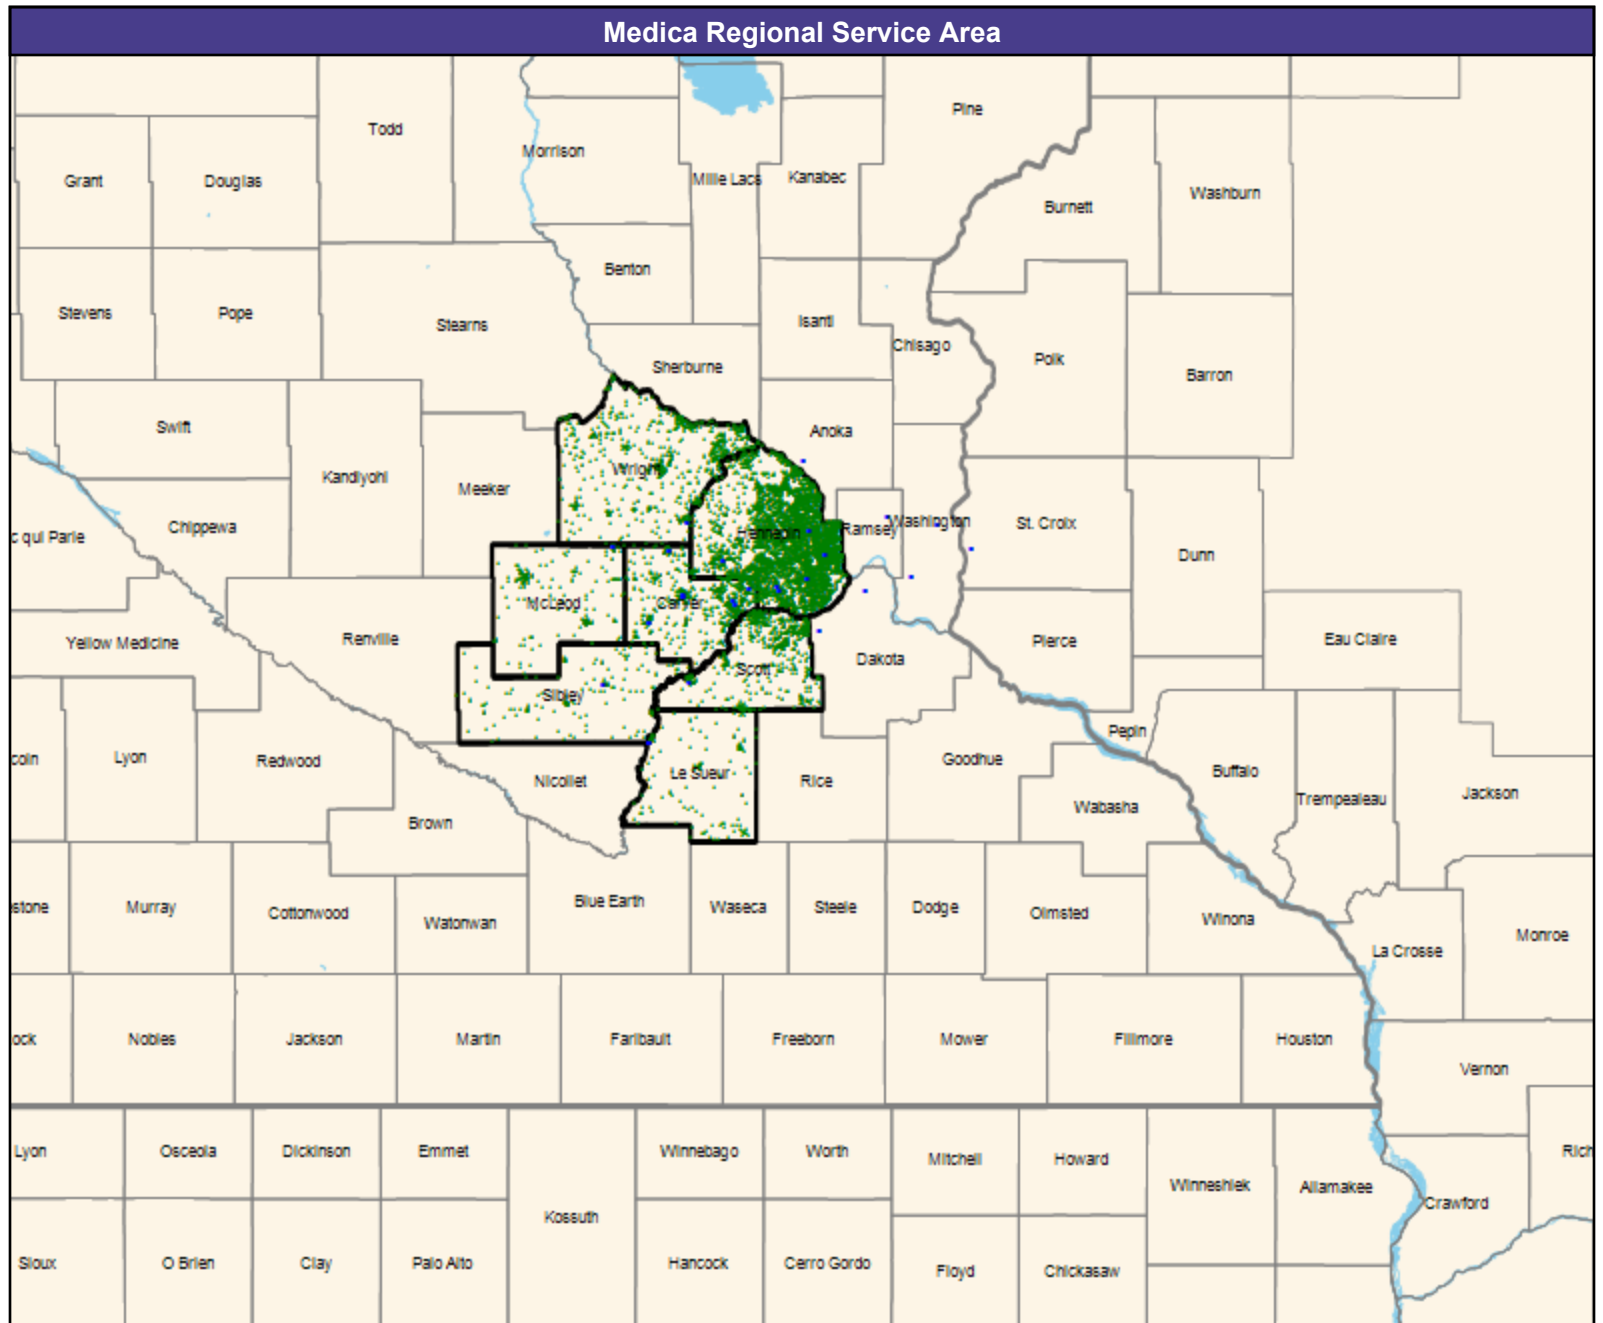 Medica Regional Service Area
Pine
Todd
Morrison
Mille Lacs
Kanabec
Grant
Douglas
Washburn
Burnett
Benton
Stevens
Pope
Stearns
Isanti
Chisago
Polk
Barron
Sherburne
Swift
Anoka
Wright
Kandiyohi
Meeker
Chippewa
Hennepin
Ramsey
Washington
St. Croix
c qui Parle
Dunn
McLeod
Carver
Yellow Medicine
Renville
Pierce
Eau Claire
Dakota
Scott
Sibley
Pepin
coln
Lyon
Redwood
Goodhue
Buffalo
Nicollet
Le Sueur
Rice
Trempealeau
Jackson
Wabasha
Brown
Blue Earth
stone
Murray
Cottonwood
Watonwan
Waseca
Steele
Dodge
Olmsted
Winona
Monroe
La Crosse
ock
Nobles
Jackson
Martin
Faribault
Freeborn
Mower
Fillmore
Houston
Vernon
Lyon
Osceola
Dickinson
Emmet
Winnebago
Worth
Mitchell
Howard
Rich
Winneshiek
Allamakee
Crawford
Kossuth
Sioux
O Brien
Clay
Palo Alto
Hancock
Cerro Gordo
Floyd
Chickasaw